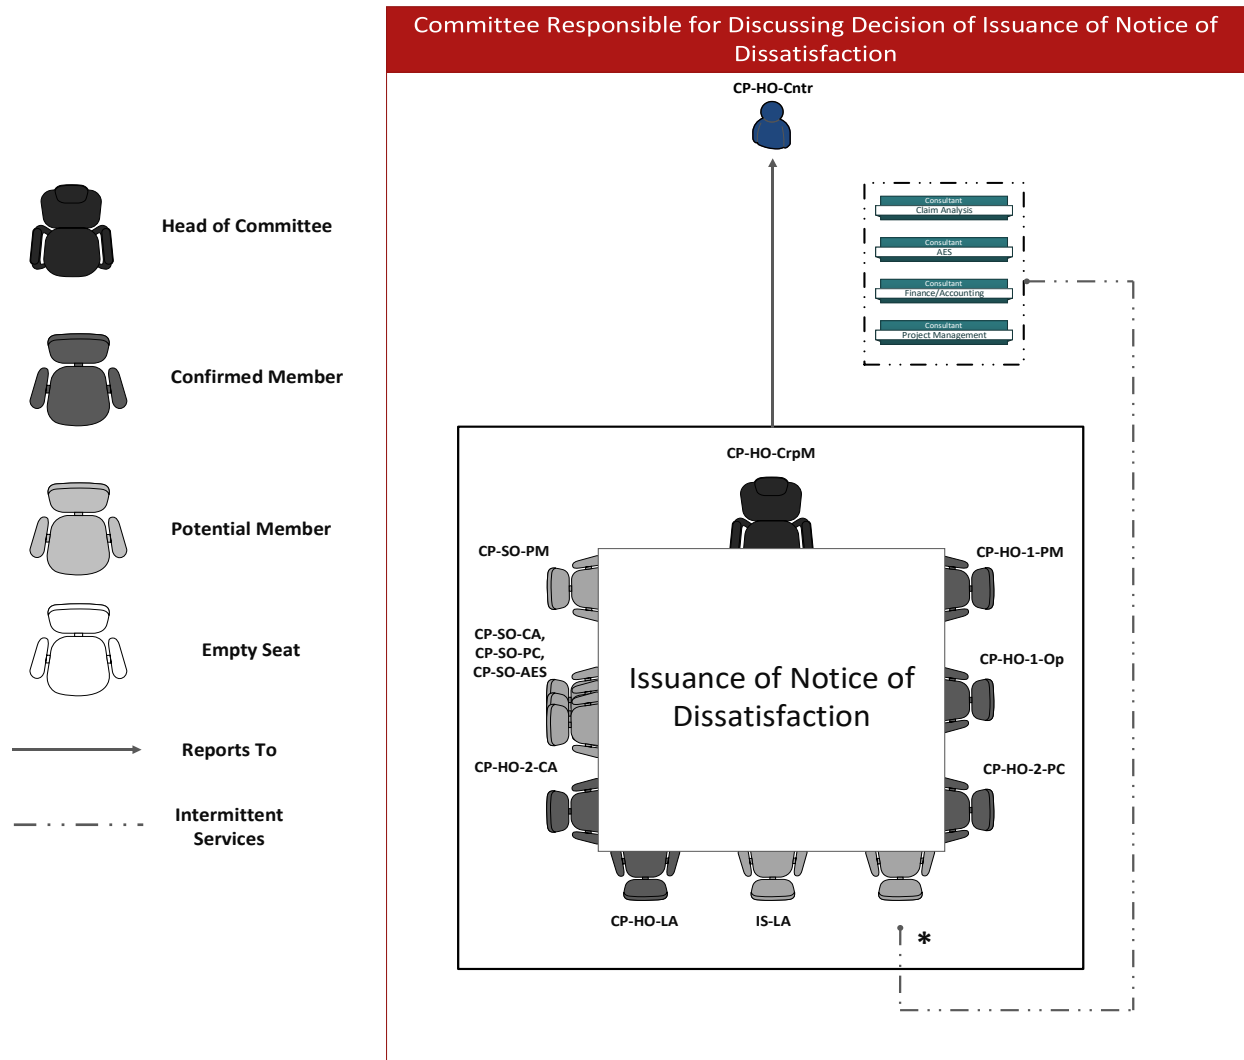 Committee Responsible for Discussing Decision of Issuance of Notice of
Dissatisfaction
CP-HO-Cntr
Head of Committee
Confirmed Member
Potential Member
Empty Seat
Reports To
Intermittent
Services
Consultant
Claim Analysis
Consultant
AES
Consultant
Finance/Accounting
Consultant
Project Management
CP-HO-CrpM
CP-SO-PM
CP-HO-1-PM
CP-SO-CA,
CP-SO-PC,
CP-SO-AES
CP-HO-1-Op
Issuance of Notice of
Dissatisfaction
CP-HO-2-CA
CP-HO-2-PC
CP-HO-LA
IS-LA
*